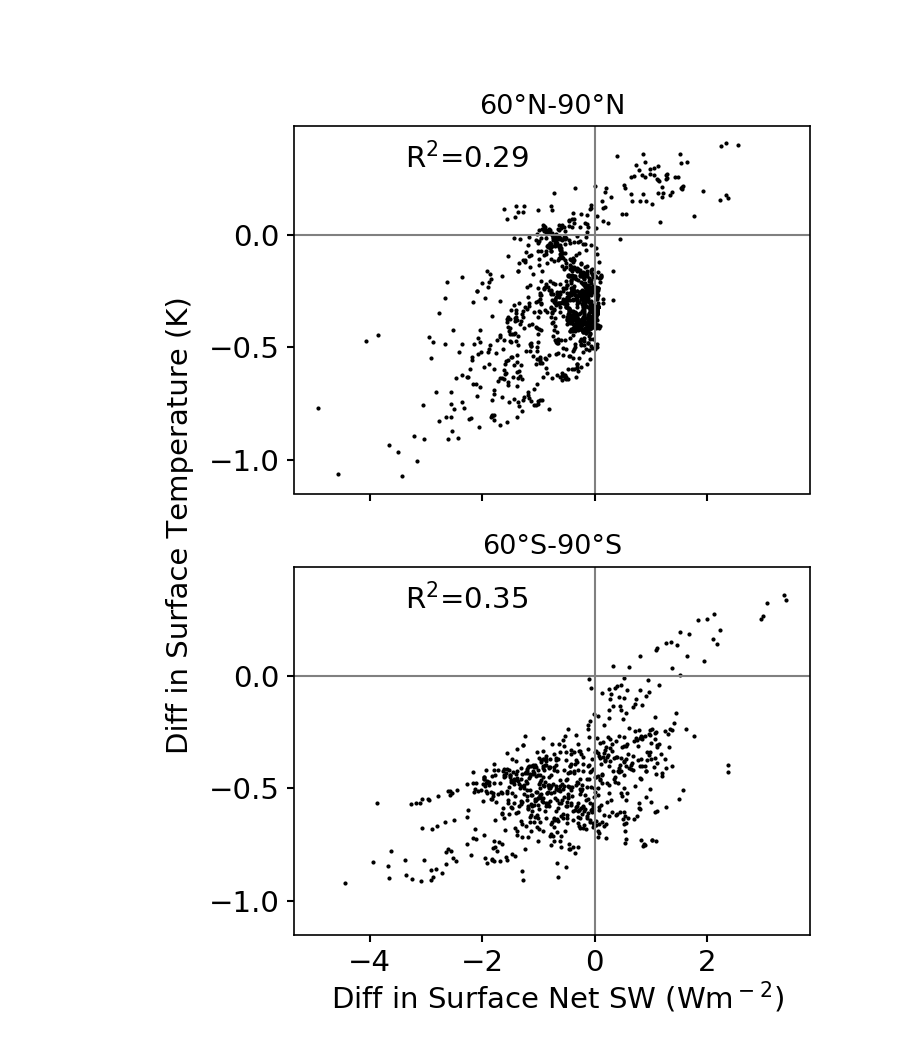 60°N-90°N
R²=0.29
0.0
−0.5
−1.0
Diff in Surface Temperature (K)
60°S-90°S
R²=0.35
0.0
−0.5
−1.0
−4 −2 0 2
Diff in Surface Net SW (Wm⁻²)